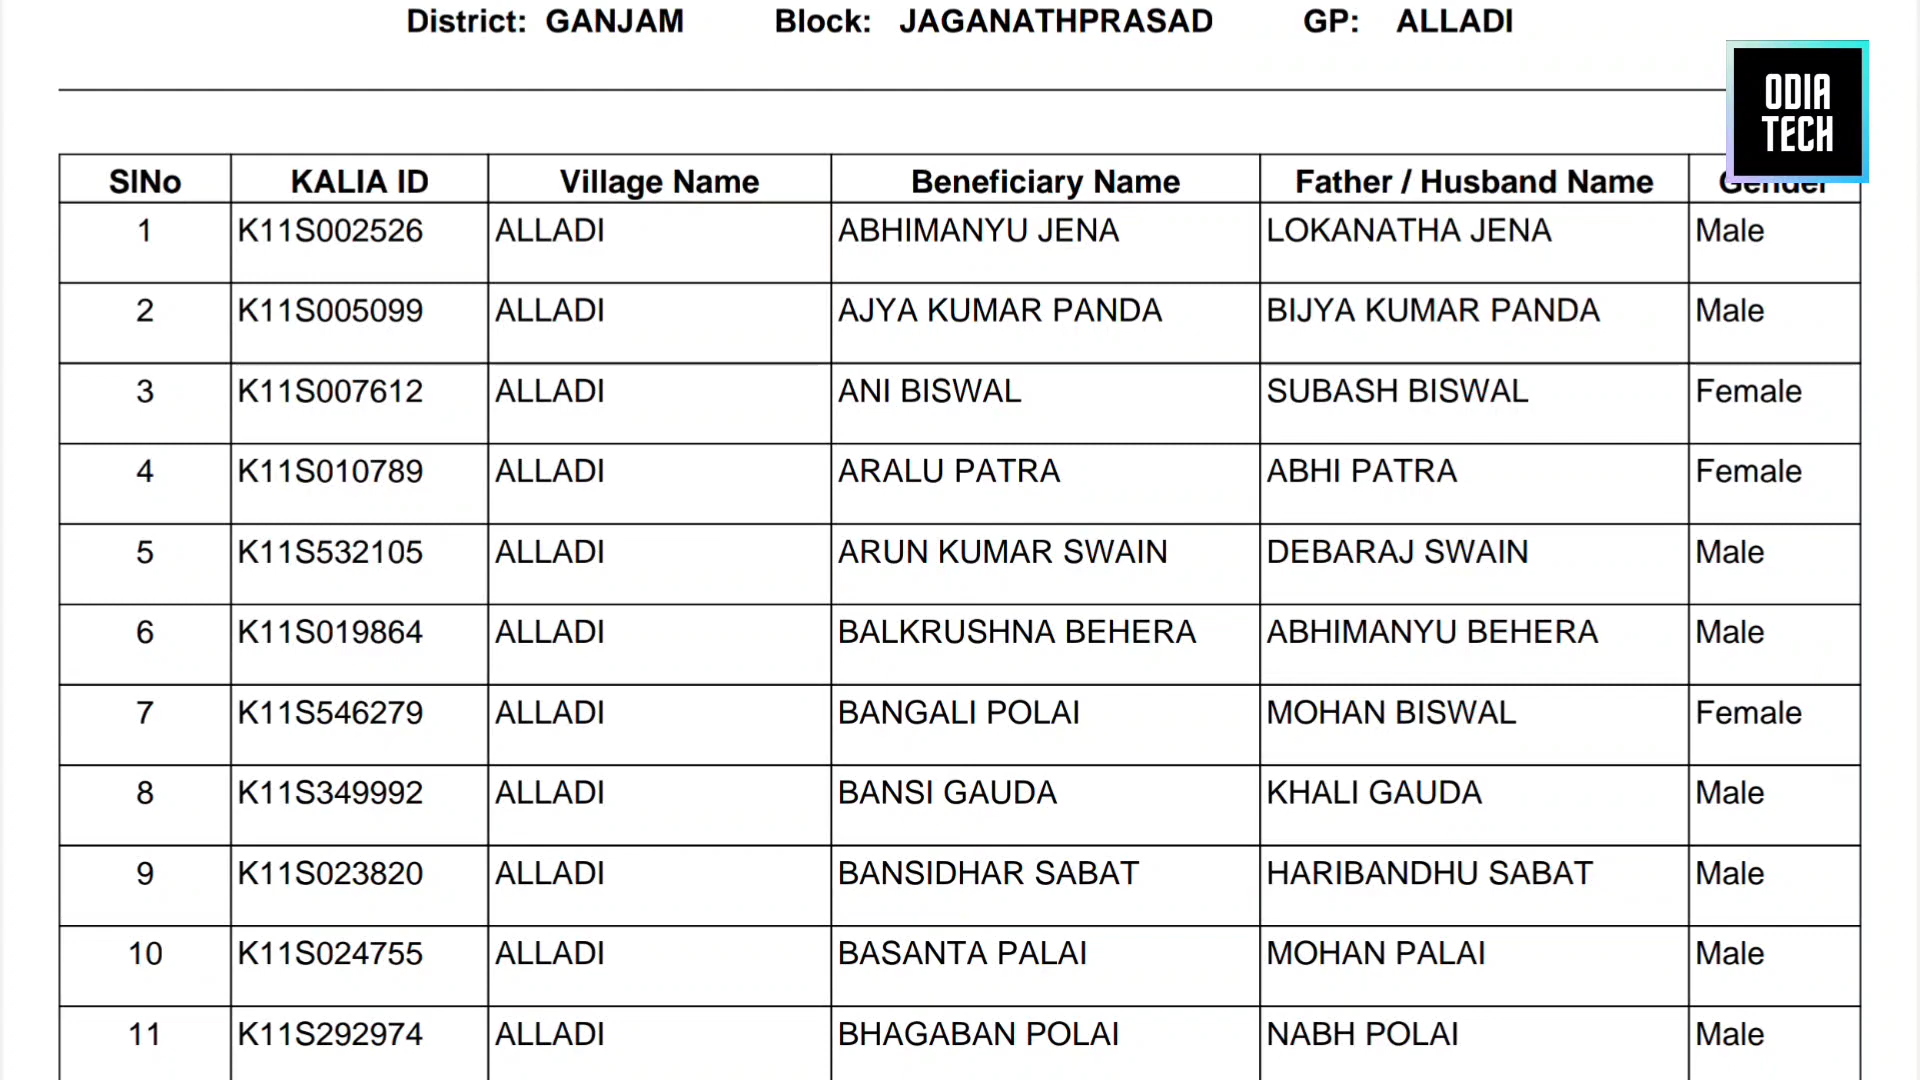 District: GANJAM Block: JAGANATHPRASAD GP: ALLADI
ODIA
TECH
SlNo KALIA ID Village Name Beneficiary Name Father / Husband Name Gender
1 K11S002526 ALLADI ABHIMANYU JENA LOKANATHA JENA Male
2 K11S005099 ALLADI AJYA KUMAR PANDA BIJYA KUMAR PANDA Male
3 K11S007612 ALLADI ANI BISWAL SUBASH BISWAL Female
4 K11S010789 ALLADI ARALU PATRA ABHI PATRA Female
5 K11S532105 ALLADI ARUN KUMAR SWAIN DEBARAJ SWAIN Male
6 K11S019864 ALLADI BALKRUSHNA BEHERA ABHIMANYU BEHERA Male
7 K11S546279 ALLADI BANGALI POLAI MOHAN BISWAL Female
8 K11S349992 ALLADI BANSI GAUDA KHALI GAUDA Male
9 K11S023820 ALLADI BANSIDHAR SABAT HARIBANDHU SABAT Male
10 K11S024755 ALLADI BASANTA PALAI MOHAN PALAI Male
11 K11S292974 ALLADI BHAGABAN POLAI NABH POLAI Male